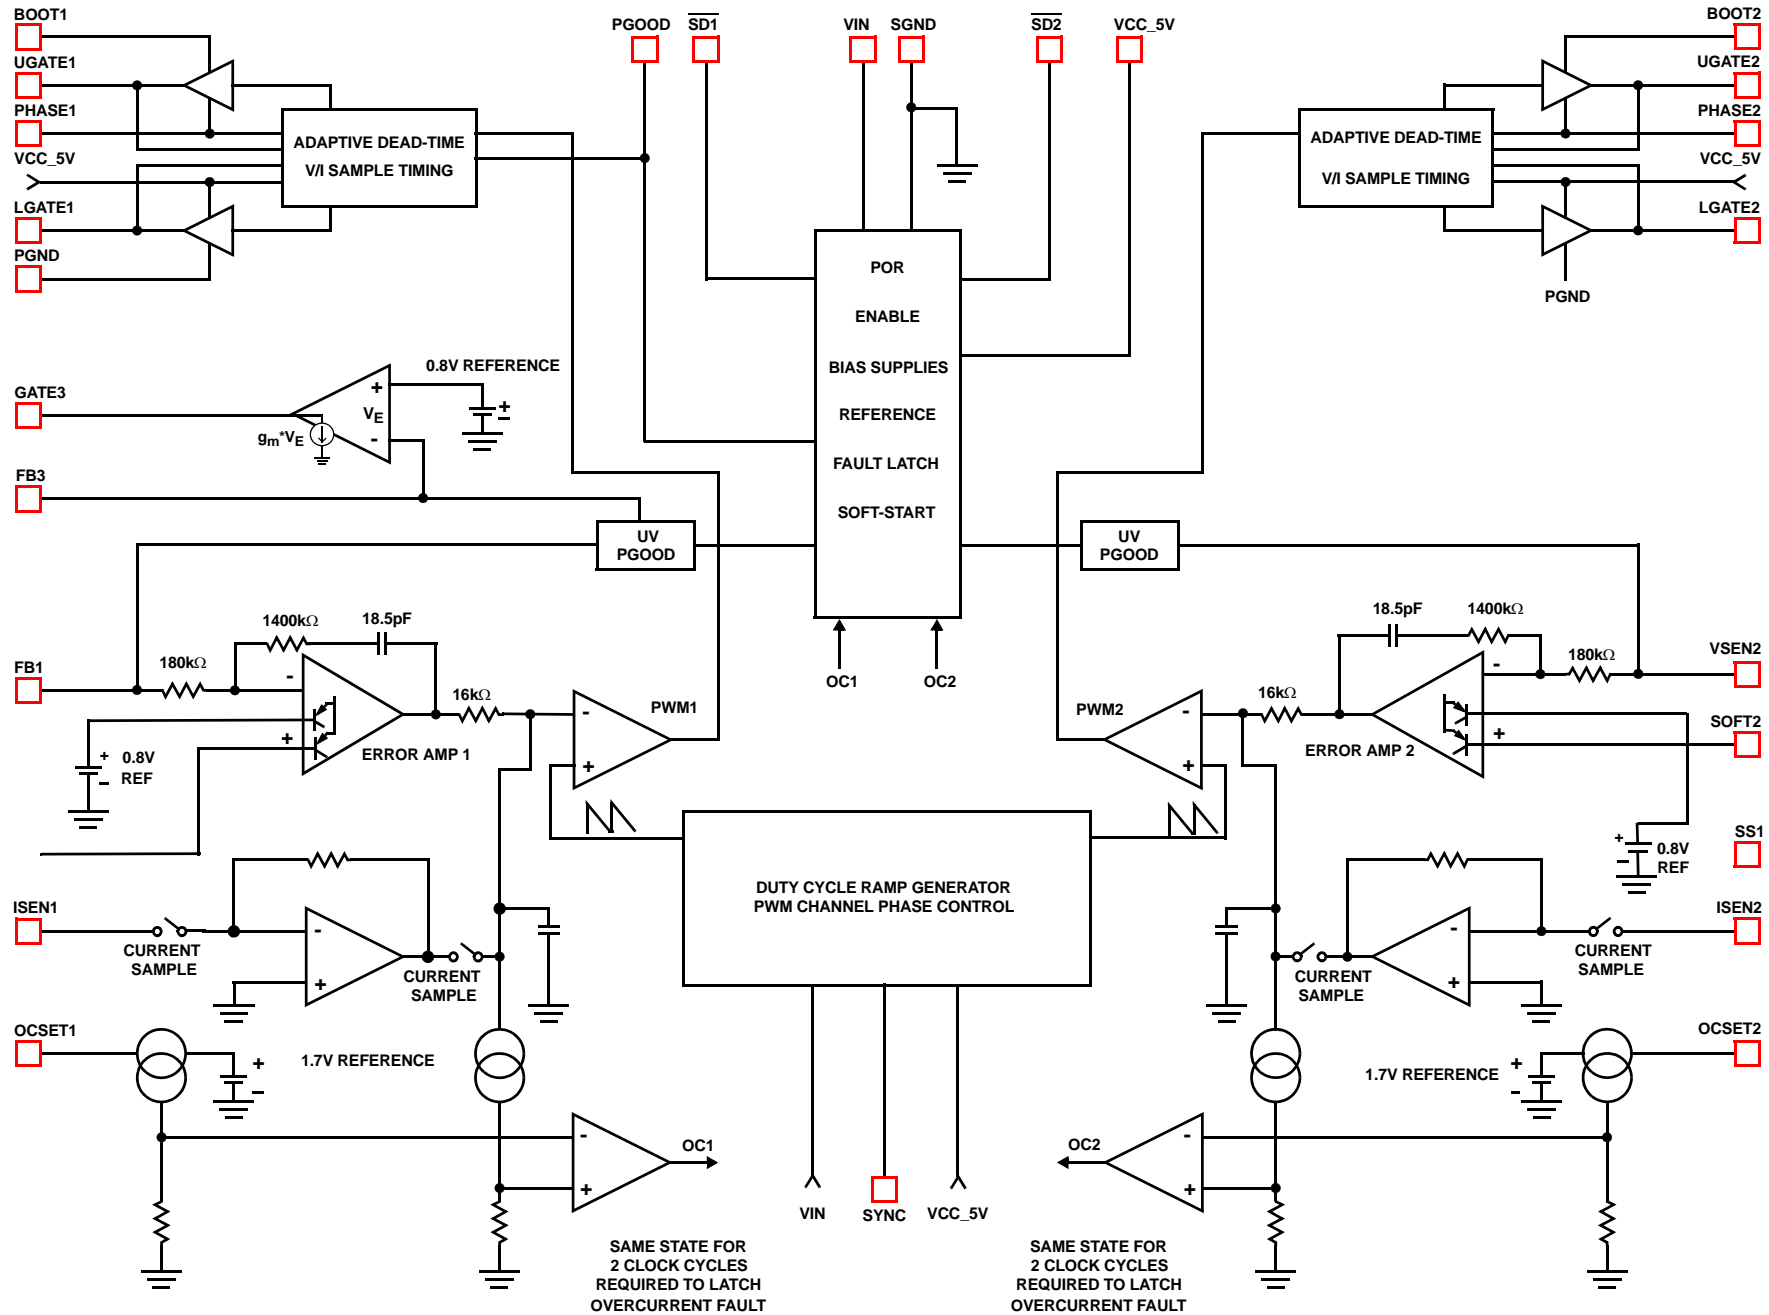 BOOT1
UGATE1
PHASE1
VCC_5V
LGATE1
PGND
ADAPTIVE DEAD-TIME
V/I SAMPLE TIMING
PGOOD
SD1
VIN
SGND
SD2
VCC_5V
BOOT2
UGATE2
PHASE2
VCC_5V
LGATE2
ADAPTIVE DEAD-TIME
V/I SAMPLE TIMING
PGND
POR
ENABLE
BIAS SUPPLIES
REFERENCE
FAULT LATCH
SOFT-START
OC1
OC2
GATE3
0.8V REFERENCE
+
VE
-
gm*VE
+
-
FB3
UV
PGOOD
UV
PGOOD
1400kΩ
18.5pF
180kΩ
FB1
-
+
16kΩ
ERROR AMP 1
+
-
0.8V
REF
-
+
PWM1
18.5pF
1400kΩ
180kΩ
VSEN2
-
+
16kΩ
ERROR AMP 2
SOFT2
PWM2
-
+
+
-
0.8V
REF
SS1
DUTY CYCLE RAMP GENERATOR
PWM CHANNEL PHASE CONTROL
VIN
SYNC
VCC_5V
ISEN1
CURRENT
SAMPLE
-
+
CURRENT
SAMPLE
ISEN2
CURRENT
SAMPLE
-
+
CURRENT
SAMPLE
OCSET1
+
-
1.7V REFERENCE
OCSET2
+
-
1.7V REFERENCE
-
+
OC1
-
+
OC2
SAME STATE FOR
2 CLOCK CYCLES
REQUIRED TO LATCH
OVERCURRENT FAULT
SAME STATE FOR
2 CLOCK CYCLES
REQUIRED TO LATCH
OVERCURRENT FAULT